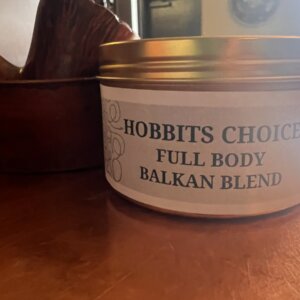 HOBBITS CHOICE
FULL BODY
BALKAN BLEND